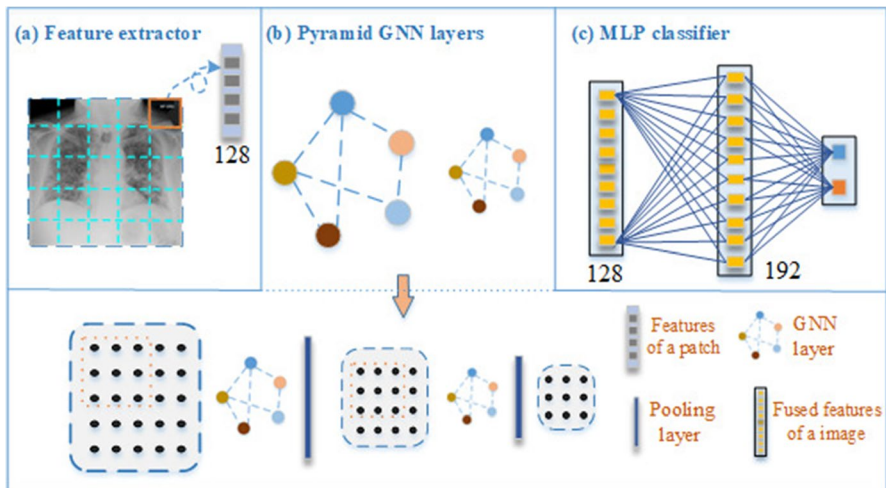 (a) Feature extractor
128
(b) Pyramid GNN layers
(c) MLP classifier
128
192
Features
of a patch
GNN
layer
Pooling
layer
Fused features
of a image